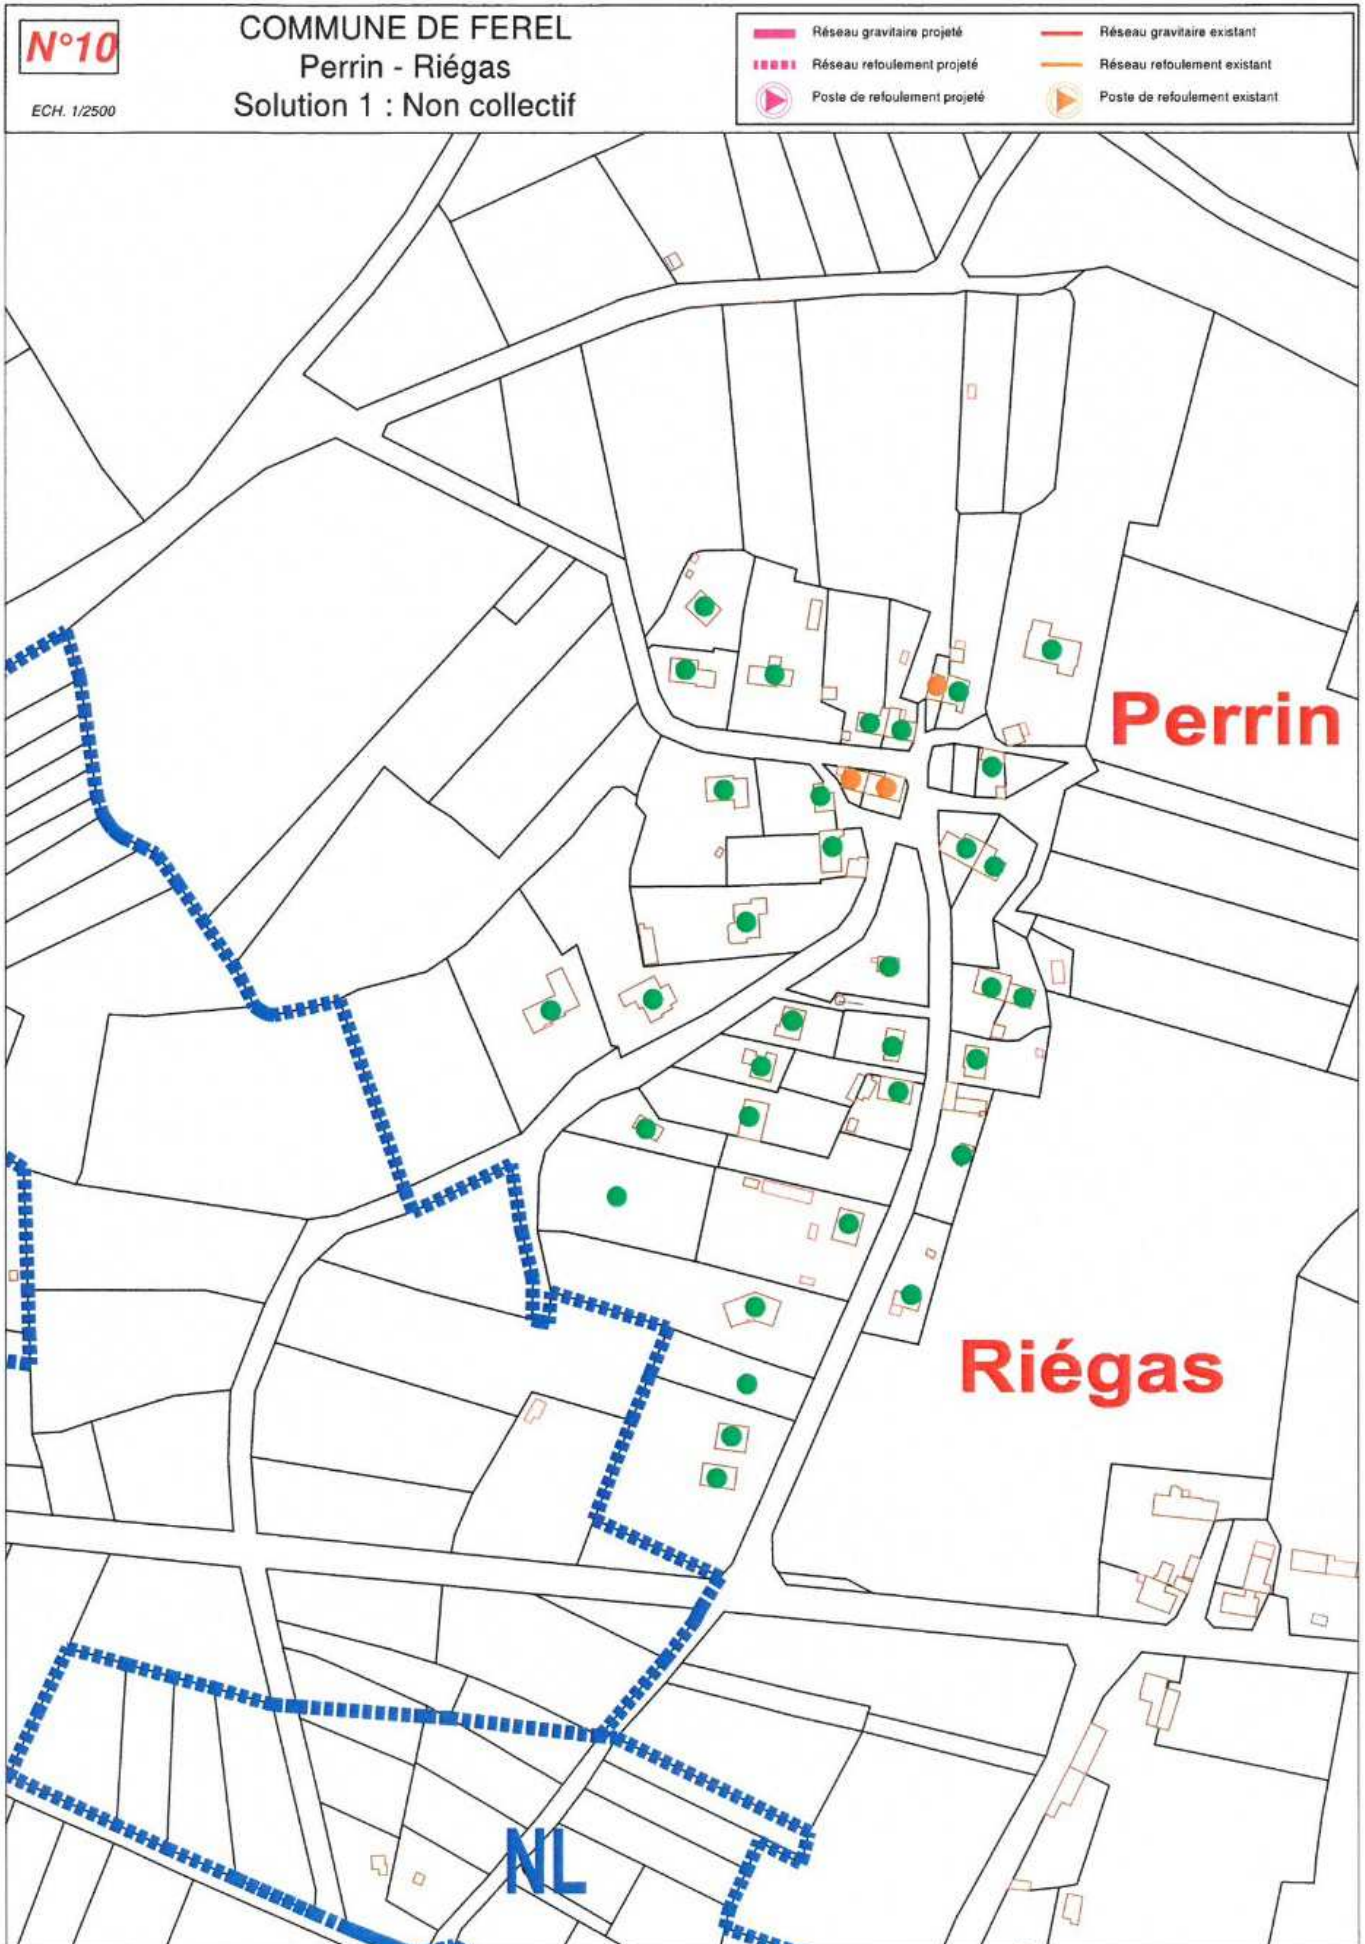 N°10
ECH. 1/2500
COMMUNE DE FEREL
Perrin - Riégas
Solution 1 : Non collectif
Réseau gravitaire projeté
Réseau refoulement projeté
Poste de refoulement projeté
Réseau gravitaire existant
Réseau refoulement existant
Poste de refoulement existant
Perrin
Riégas
NL